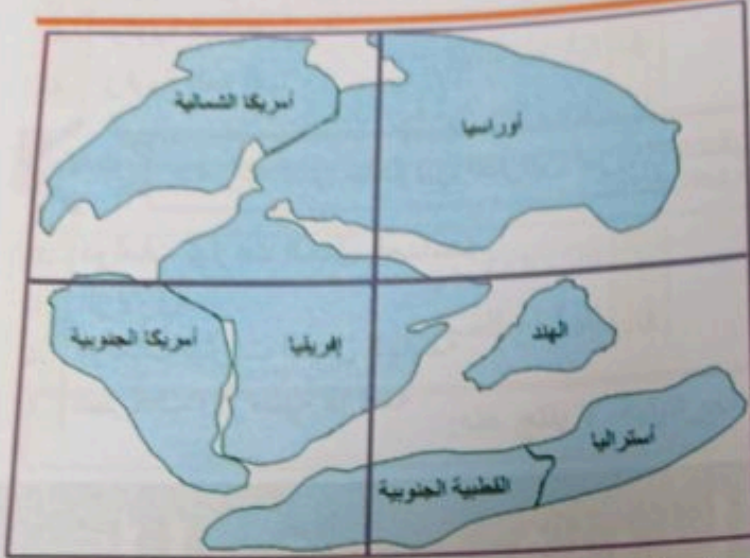 أمريكا الشمالية
أوراسيا
أمريكا الجنوبية
إفريقيا
الهند
أستراليا
القطبية الجنوبية